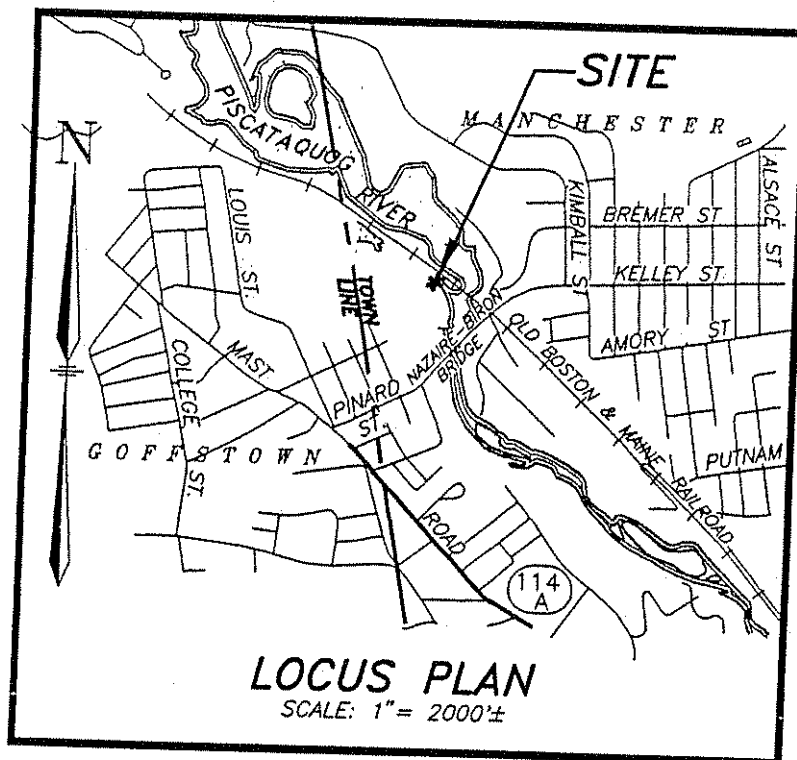 SITE
PISCATAQUOG
RIVER
MANCHESTER
N
LOUIS ST.
KIMBALL ST
ALSACE ST
BREMER ST
KELLEY ST
TOWN
LINE
AMORY ST
NAZAIRE-BIRON
BRIDGE
OLD BOSTON & MAINE RAILROAD
COLLEGE ST.
MAST
ROAD
PINARD ST.
GOFFSTOWN
PUTNAM
114
A
LOCUS PLAN
SCALE: 1"= 2000'±